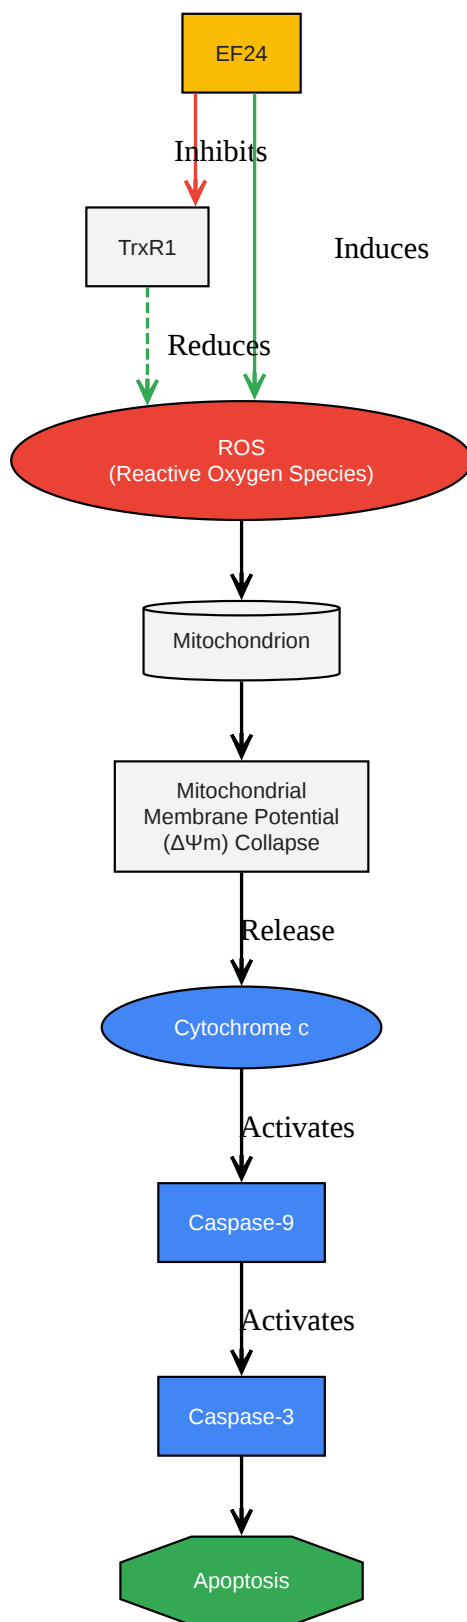 EF24
Inhibits
TrxR1
Induces
Reduces
ROS
(Reactive Oxygen Species)
Mitochondrion
Mitochondrial
Membrane Potential
(ΔΨm) Collapse
Release
Cytochrome c
Activates
Caspase-9
Activates
Caspase-3
Apoptosis